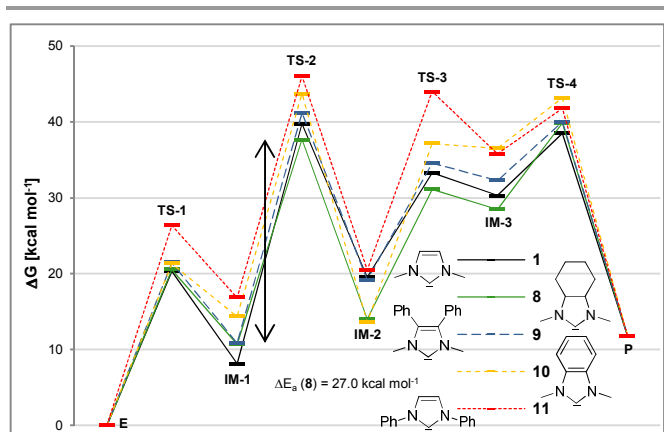 50
40
30
20
10
0
ΔG [kcal mol⁻¹]
TS-1
TS-2
TS-3
TS-4
E
IM-1
IM-2
IM-3
P
ΔEₐ (8) = 27.0 kcal mol⁻¹
N N
1
8
N N
Ph Ph
N N
9
10
N N
Ph N N Ph
11